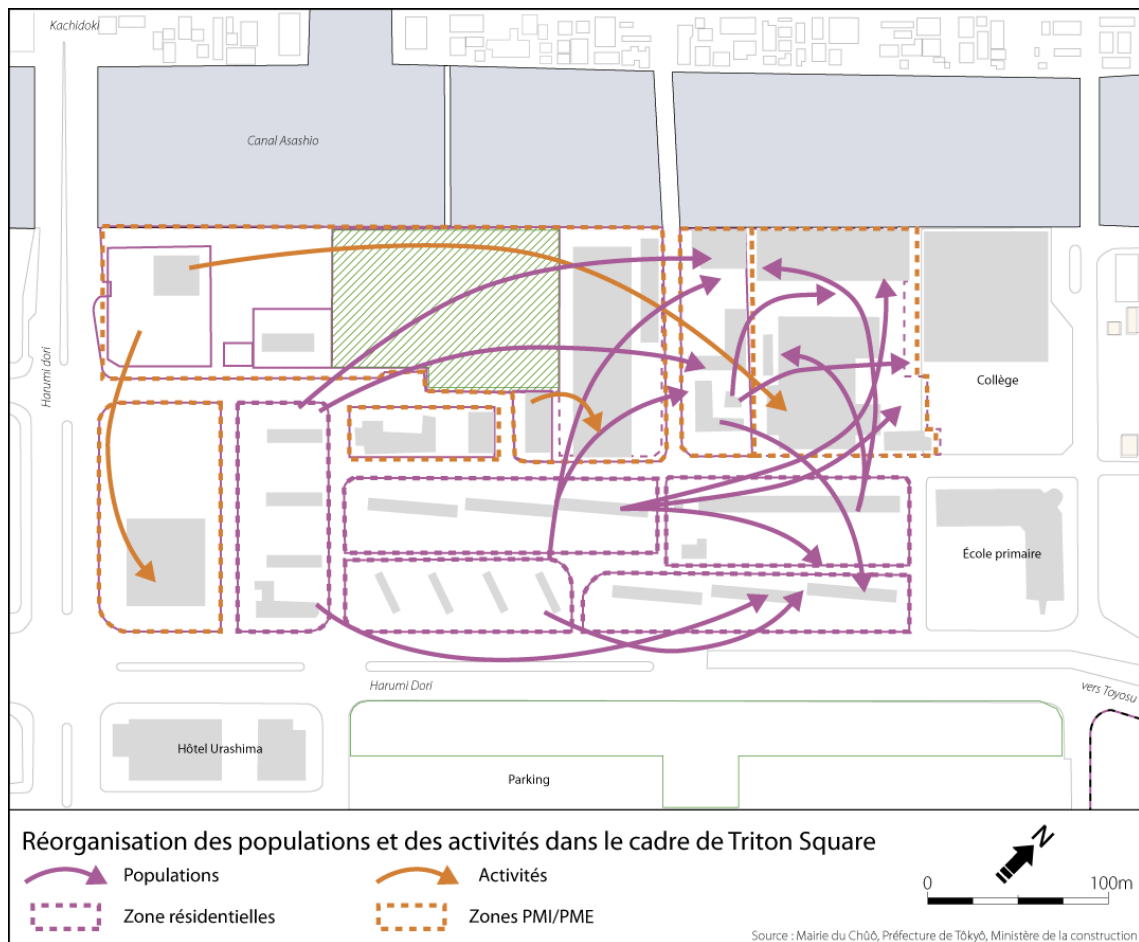 Kachidoki
Canal Asashio
Harumi dori
Collège
École primaire
Harumi Dori
vers Toyosu
Hôtel Urashima
Parking
Réorganisation des populations et des activités dans le cadre de Triton Square
Populations
Activités
Zone résidentielles
Zones PMI/PME
N
0 100m
Source : Mairie du Chûô, Préfecture de Tôkyô, Ministère de la construction